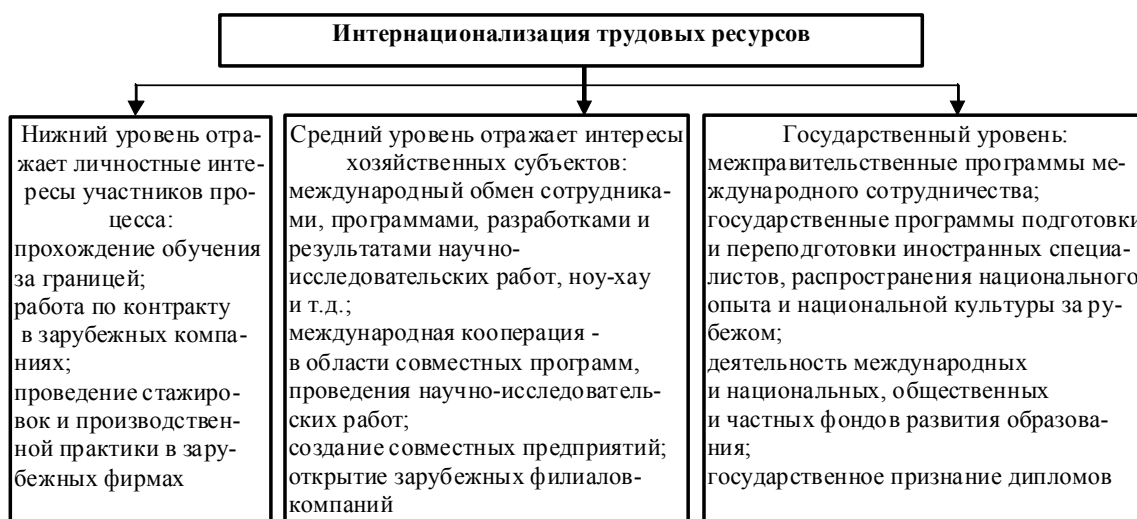 Интернационализация трудовых ресурсов
Нижний уровень отра-
жает личностные инте-
ресы участников про-
цесса:
прохождение обучения
за границей;
работа по контракту
в зарубежных компа-
ниях;
проведение стажиро-
вок и производствен-
ной практики в зару-
бежных фирмах
Средний уровень отражает интересы
хозяйственных субъектов:
международный обмен сотрудника-
ми, программами, разработками и
результатами научно-
исследовательских работ, ноу-хау
и т.д.;
международная кооперация -
в области совместных программ,
проведения научно-исследователь-
ских работ;
создание совместных предприятий;
открытие зарубежных филиалов-
компаний
Государственный уровень:
межправительственные программы ме-
ждународного сотрудничества;
государственные программы подготовки
и переподготовки иностранных специа-
листов, распространения национального
опыта и национальной культуры за ру-
бежом;
деятельность международных
и национальных, общественных
и частных фондов развития образова-
ния;
государственное признание дипломов